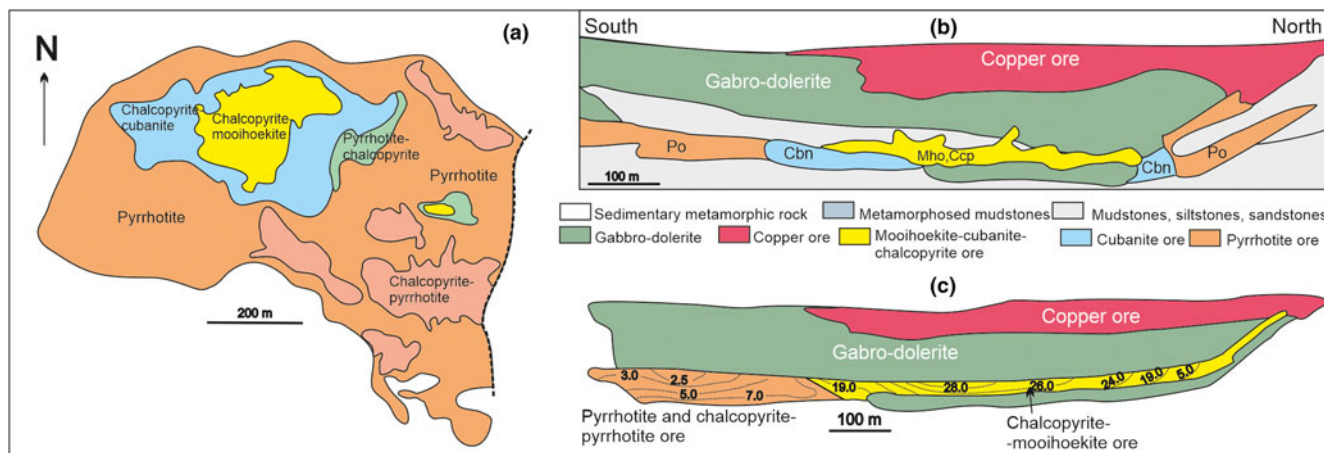 (a)
N
Chalcopyrite
cubanite
Chalcopyrite
mooihoekite
Pyrrhotite-
chalcopyrite
Pyrrhotite
Pyrrhotite
Chalcopyrite-
pyrrhotite
200 m
South
(b)
North
Copper ore
Gabro-dolerite
Po
Cbn
Mho,Ccp
Cbn
Po
100 m
Sedimentary metamorphic rock
Metamorphosed mudstones
Mudstones, siltstones, sandstones
Gabbro-dolerite
Copper ore
Mooihoekite-cubanite-
chalcopyrite ore
Cubanite ore
Pyrrhotite ore
(c)
Copper ore
Gabro-dolerite
3.0
2.5
5.0
7.0
19.0
28.0
26.0
24.0
19.0
5.0
Pyrrhotite and chalcopyrite-
pyrrhotite ore
100 m
Chalcopyrite-
-mooihoekite ore